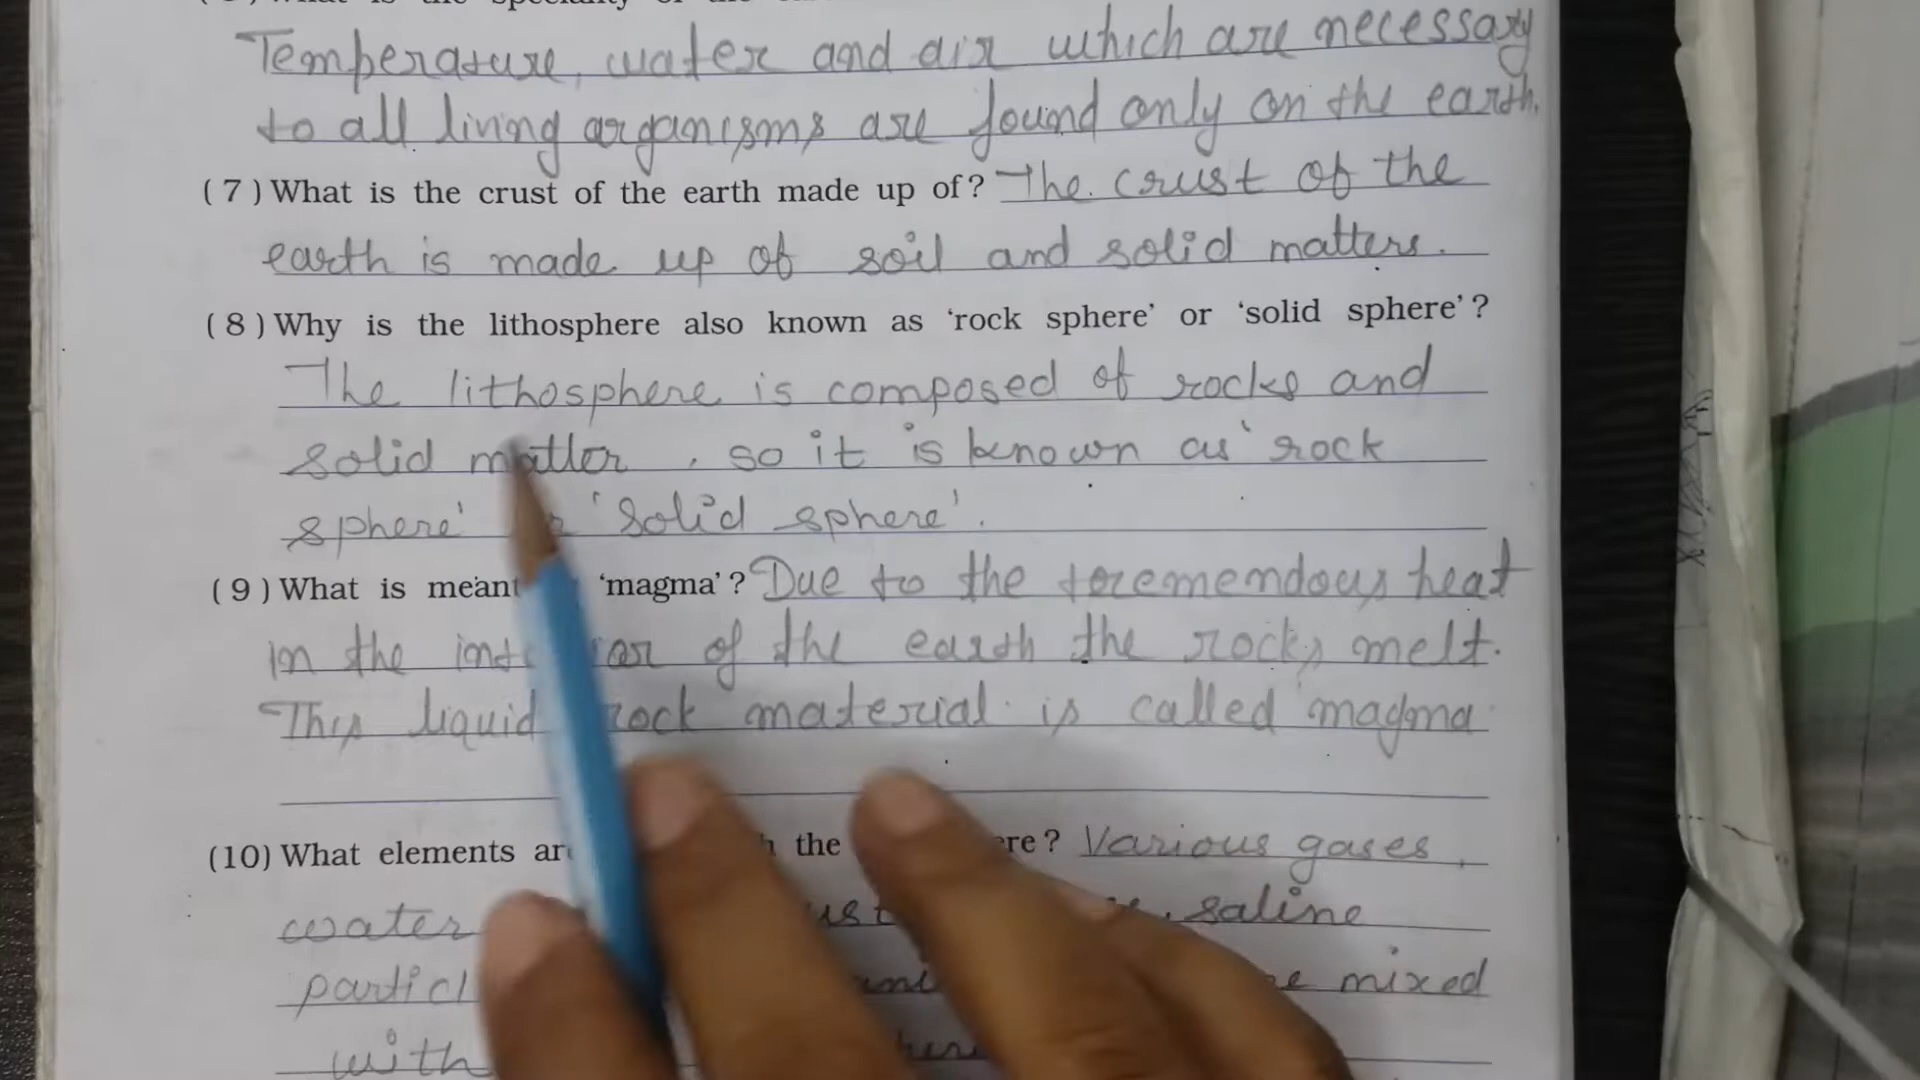 Temperature, water and air which are necessary
to all living arganisms are found only on the earth.
( 7 ) What is the crust of the earth made up of? The crust of the
earth is made up of soil and solid matters.
( 8 ) Why is the lithosphere also known as ‘rock sphere’ or ‘solid sphere’ ?
The lithosphere is composed of rocks and
solid matter , so it is known as ‘rock
sphere’ ‘solid sphere’.
( 9 ) What is meant ‘magma’ ? Due to the tremendous heat
in the of the earth the rocks melt.
This liquid rock material is called magma
(10) What elements the ? Various gases,
water saline
mixed
with